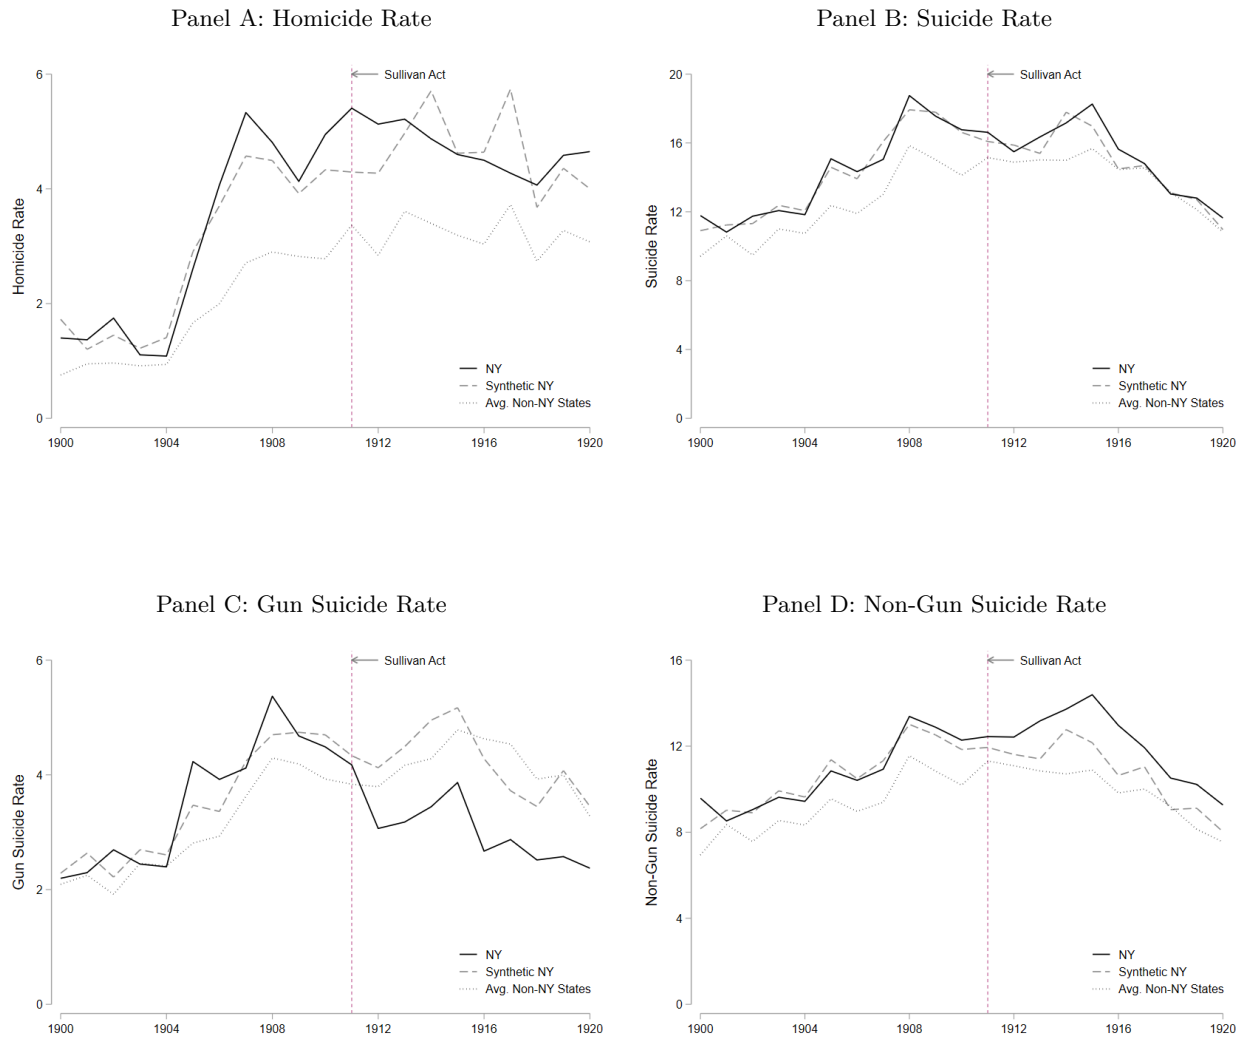 Panel A: Homicide Rate
Homicide Rate
6
4
2
0
Sullivan Act
NY
Synthetic NY
Avg. Non-NY States
1900 1904 1908 1912 1916 1920
Panel B: Suicide Rate
Suicide Rate
20
16
12
8
4
0
Sullivan Act
NY
Synthetic NY
Avg. Non-NY States
1900 1904 1908 1912 1916 1920
Panel C: Gun Suicide Rate
Gun Suicide Rate
6
4
2
0
Sullivan Act
NY
Synthetic NY
Avg. Non-NY States
1900 1904 1908 1912 1916 1920
Panel D: Non-Gun Suicide Rate
Non-Gun Suicide Rate
16
12
8
4
0
Sullivan Act
NY
Synthetic NY
Avg. Non-NY States
1900 1904 1908 1912 1916 1920